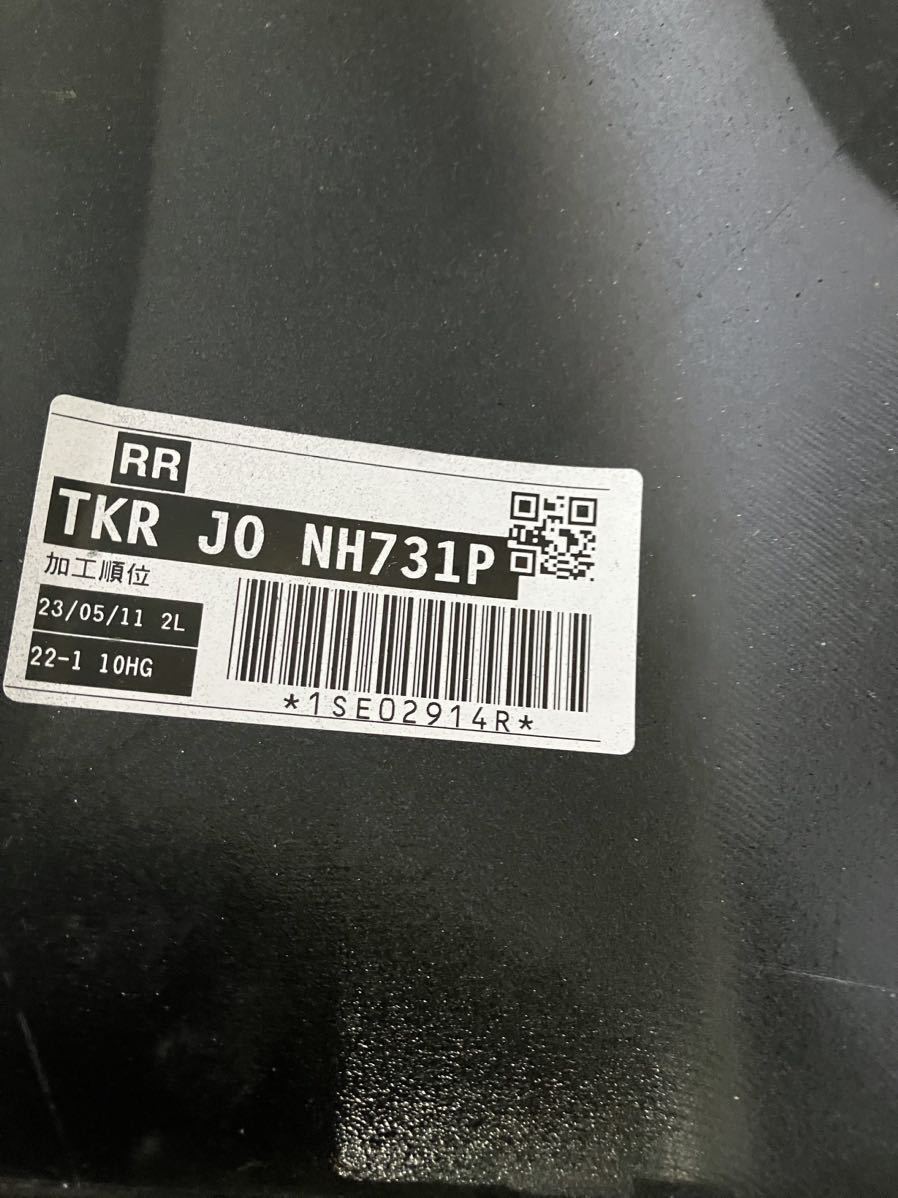 RR
TKR J0 NH731P
加工順位
23/05/11 2L
22-1 10HG
*1SE02914R*